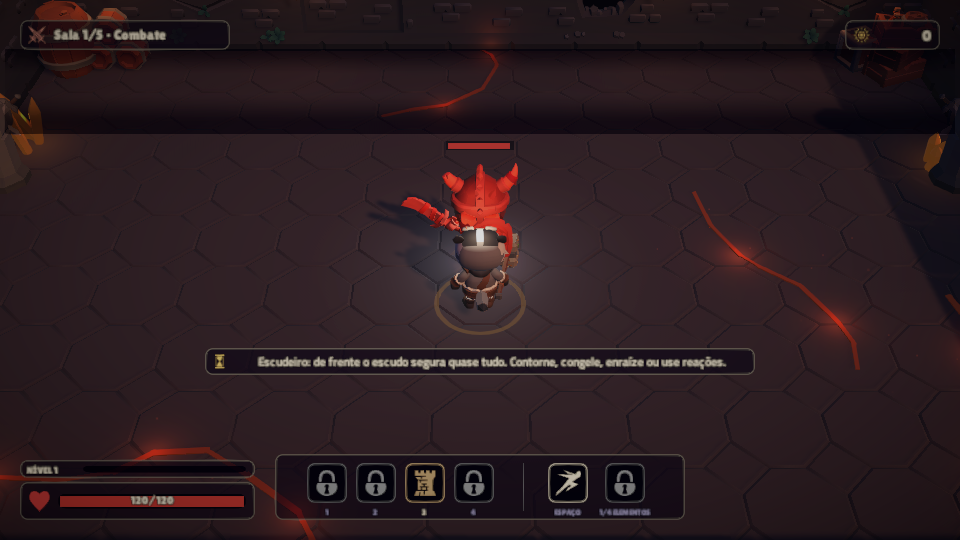 Sala 1/5 - Combate
0
Escudeiro: de frente o escudo segura quase tudo. Contorne, congele, enraíze ou use reações.
NÍVEL 1
120/120
1 2 3 4 ESPAÇO 1/4 ELEMENTOS